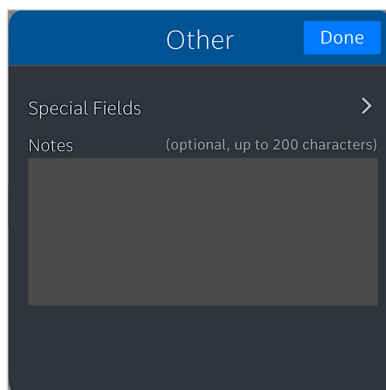 Other
Done
Special Fields
Notes (optional, up to 200 characters)